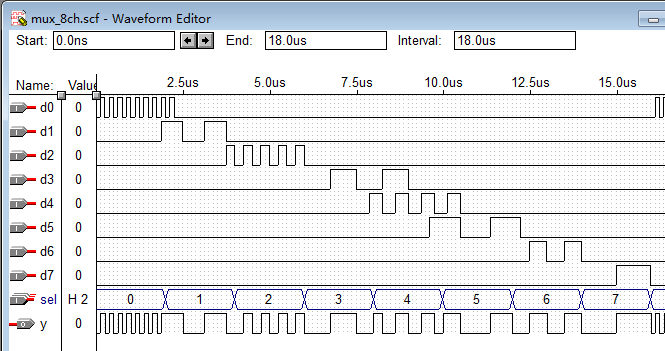 mux_8ch.scf - Waveform Editor
Start: 0.0ns End: 18.0us Interval: 18.0us
2.5us 5.0us 7.5us 10.0us 12.5us 15.0us
Name: Value
d0 0
d1 0
d2 0
d3 0
d4 0
d5 0
d6 0
d7 0
sel H 2 0 1 2 3 4 5 6 7
y 0